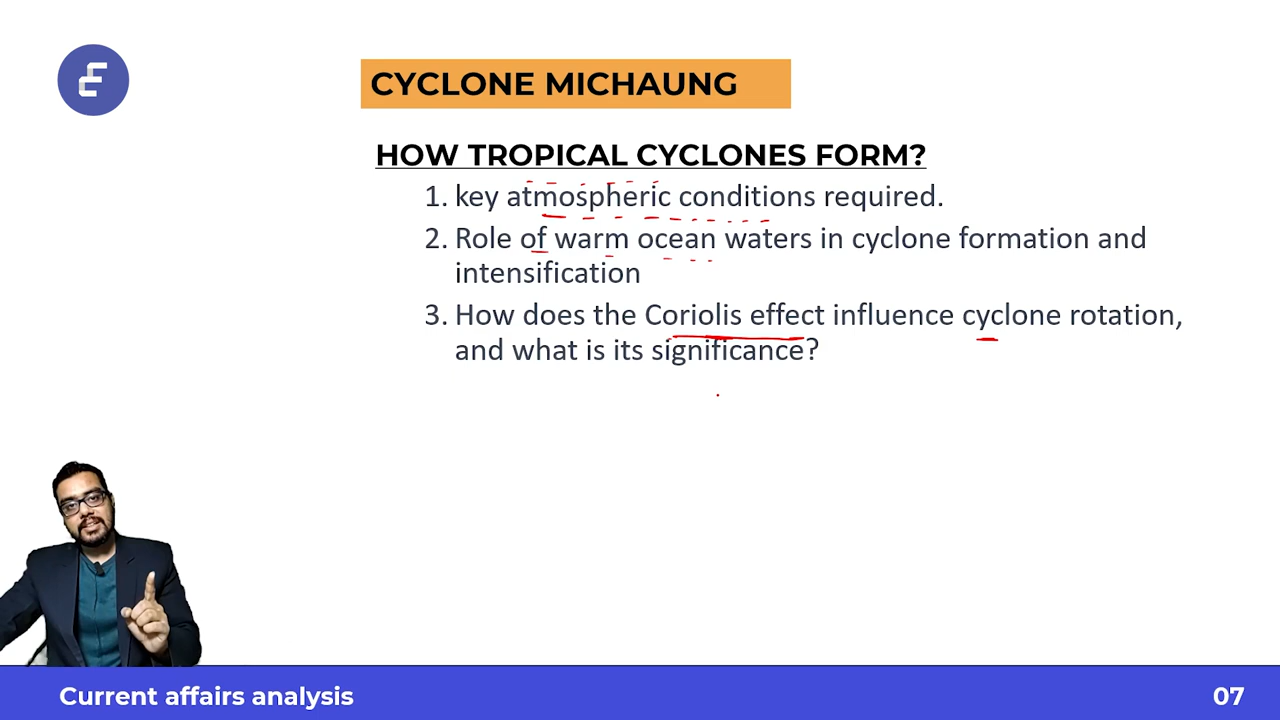 CYCLONE MICHAUNG
HOW TROPICAL CYCLONES FORM?
1. key atmospheric conditions required.
2. Role of warm ocean waters in cyclone formation and
intensification
3. How does the Coriolis effect influence cyclone rotation,
and what is its significance?
Current affairs analysis
07